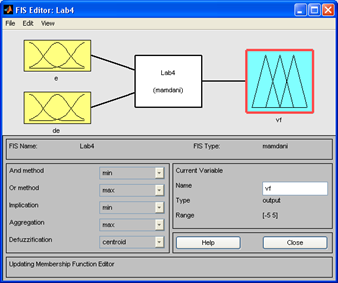 FIS Editor: Lab4
File Edit View
e
de
Lab4
(mamdani)
vf
FIS Name: Lab4 FIS Type: mamdani
And method min
Or method max
Implication min
Aggregation max
Defuzzification centroid
Current Variable
Name vf
Type output
Range [-5 5]
Help Close
Updating Membership Function Editor